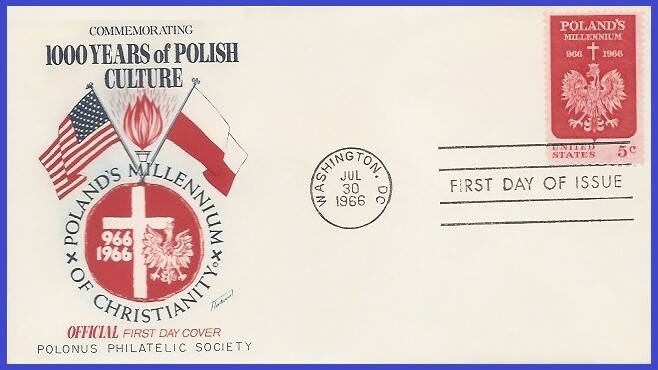 COMMEMORATING
1000 YEARS of POLISH
CULTURE
POLAND'S MILLENNIUM
OF CHRISTIANITY
966
1966
Fleetwood
OFFICIAL FIRST DAY COVER
POLONUS PHILATELIC SOCIETY
WASHINGTON, DC
JUL
30
1966
FIRST DAY OF ISSUE
POLAND'S
MILLENNIUM
966 1966
UNITED
STATES 5c